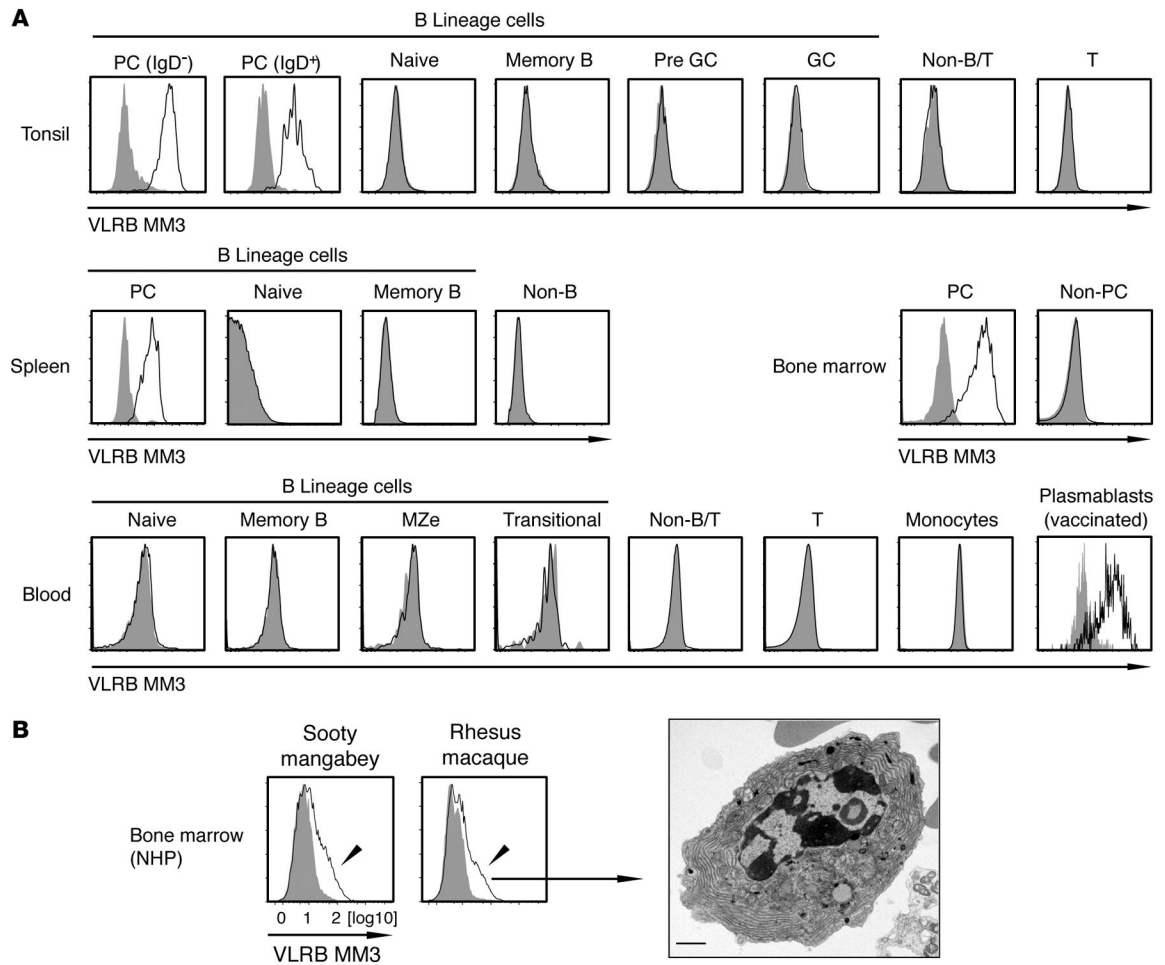 A
B Lineage cells
PC (IgD⁻) PC (IgD⁺) Naive Memory B Pre GC GC Non-B/T T
Tonsil
VLRB MM3
B Lineage cells
PC Naive Memory B Non-B PC Non-PC
Spleen Bone marrow
VLRB MM3 VLRB MM3
B Lineage cells
Plasmablasts
Naive Memory B MZe Transitional Non-B/T T Monocytes (vaccinated)
Blood
VLRB MM3
B
Sooty Rhesus
mangabey macaque
Bone marrow
(NHP)
0 1 2 [log10]
VLRB MM3